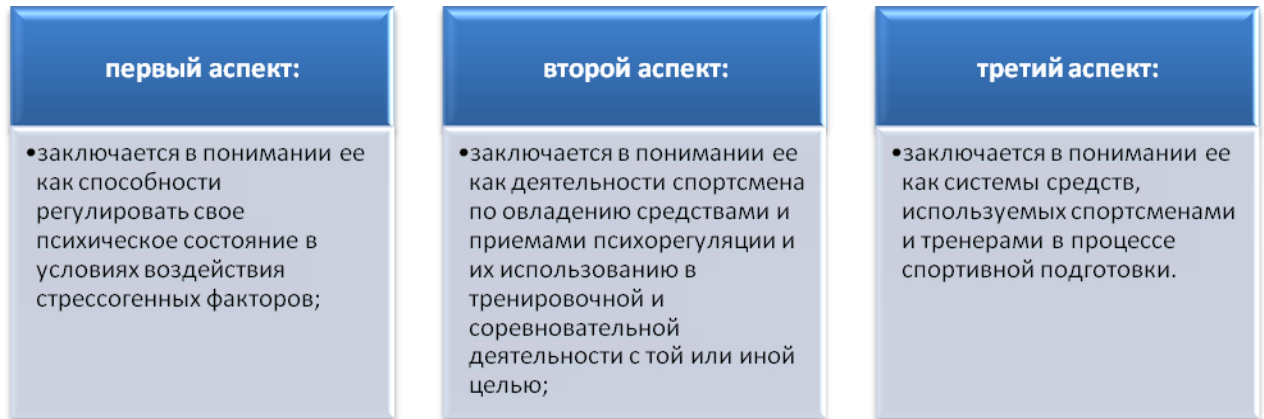 первый аспект:
•заключается в понимании ее
как способности
регулировать свое
психическое состояние в
условиях воздействия
стрессогенных факторов;
второй аспект:
•заключается в понимании ее
как деятельности спортсмена
по овладению средствами и
приемами психорегуляции и
их использованию в
тренировочной и
соревновательной
деятельности с той или иной
целью;
третий аспект:
•заключается в понимании ее
как системы средств,
используемых спортсменами
и тренерами в процессе
спортивной подготовки.